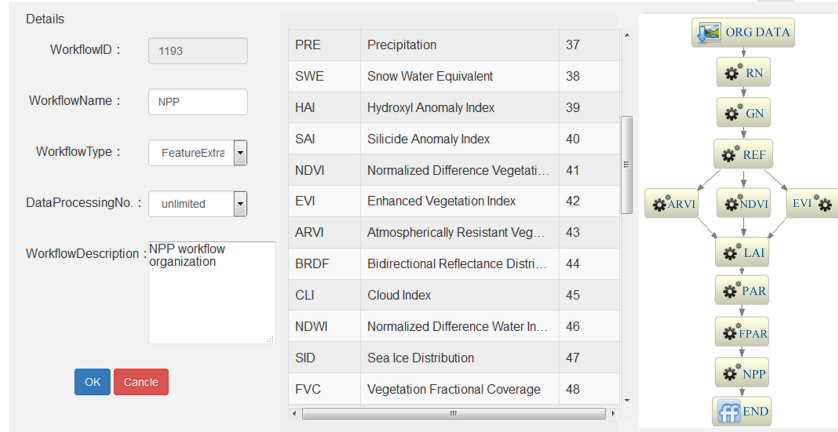 Details
WorkflowID :
1193
WorkflowName :
NPP
WorkflowType :
FeatureExtra
DataProcessingNo. :
unlimited
WorkflowDescription :
NPP workflow
organization
OK
Cancle
PRE Precipitation 37
SWE Snow Water Equivalent 38
HAI Hydroxyl Anomaly Index 39
SAI Silicide Anomaly Index 40
NDVI Normalized Difference Vegetati... 41
EVI Enhanced Vegetation Index 42
ARVI Atmospherically Resistant Veg... 43
BRDF Bidirectional Reflectance Distri... 44
CLI Cloud Index 45
NDWI Normalized Difference Water In... 46
SID Sea Ice Distribution 47
FVC Vegetation Fractional Coverage 48
ORG DATA
RN
GN
REF
ARVI NDVI EVI
LAI
PAR
FPAR
NPP
ff END